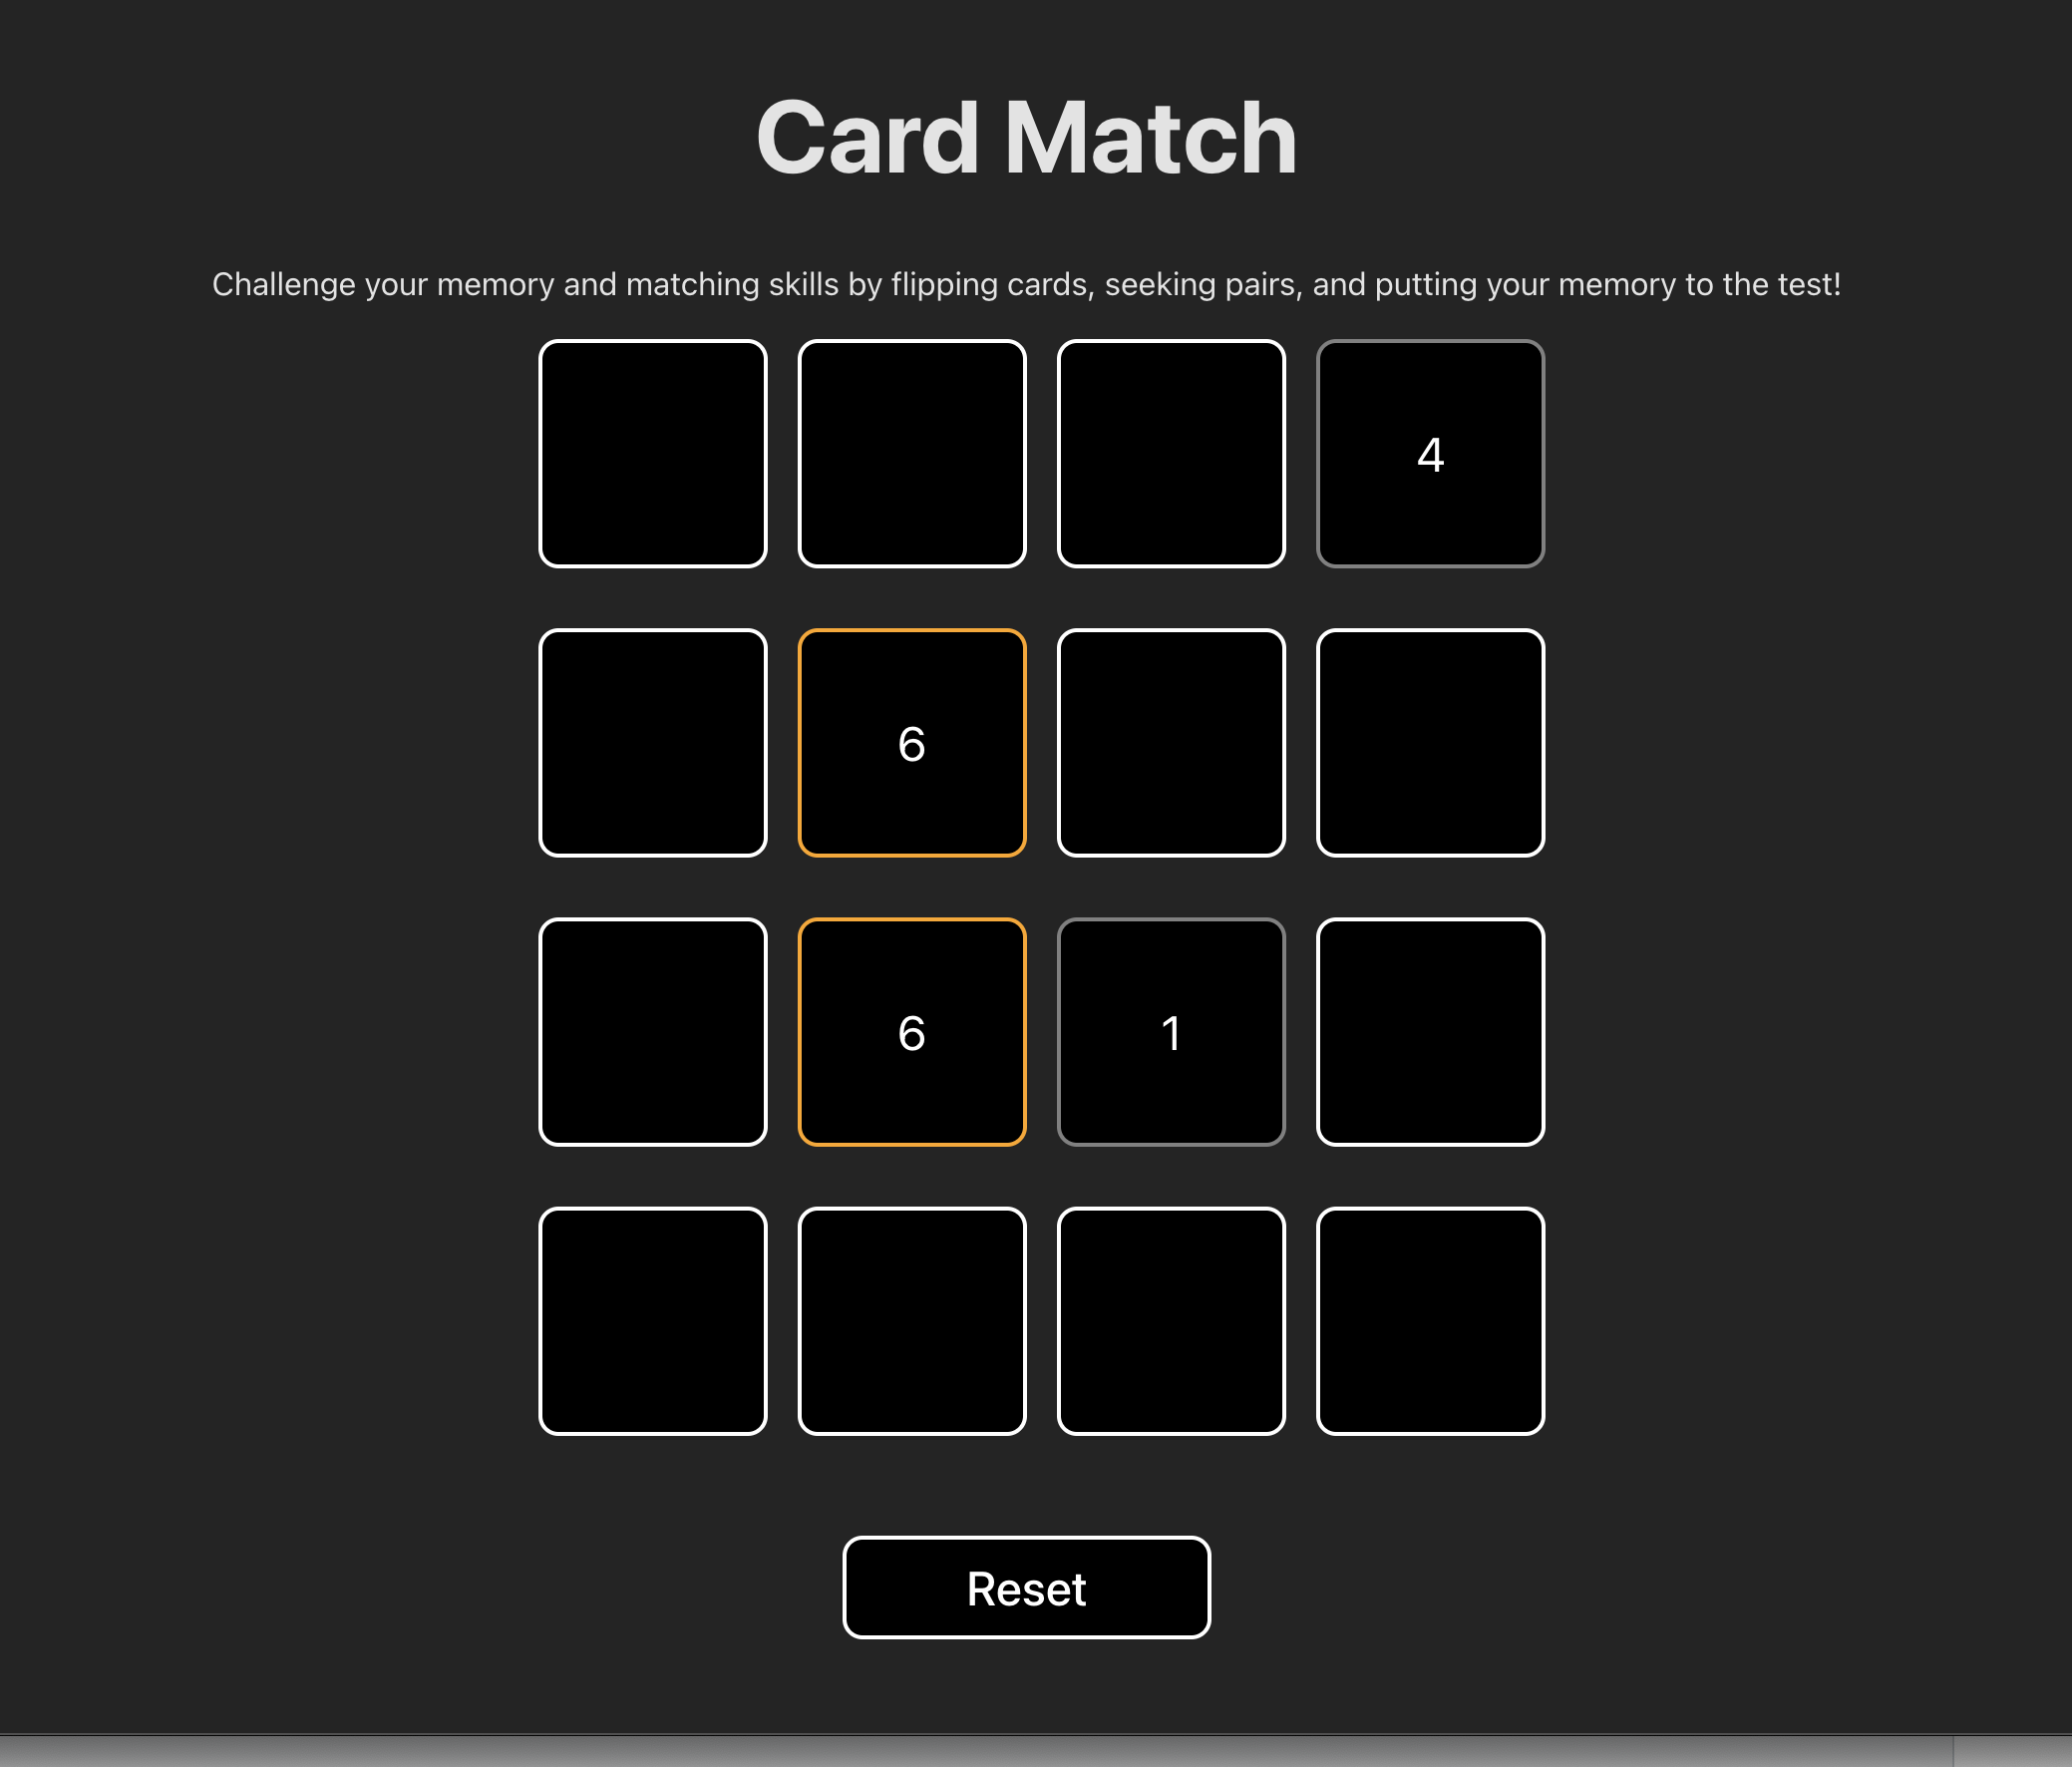 Card Match
Challenge your memory and matching skills by flipping cards, seeking pairs, and putting your memory to the test!
4
6
6 1
Reset